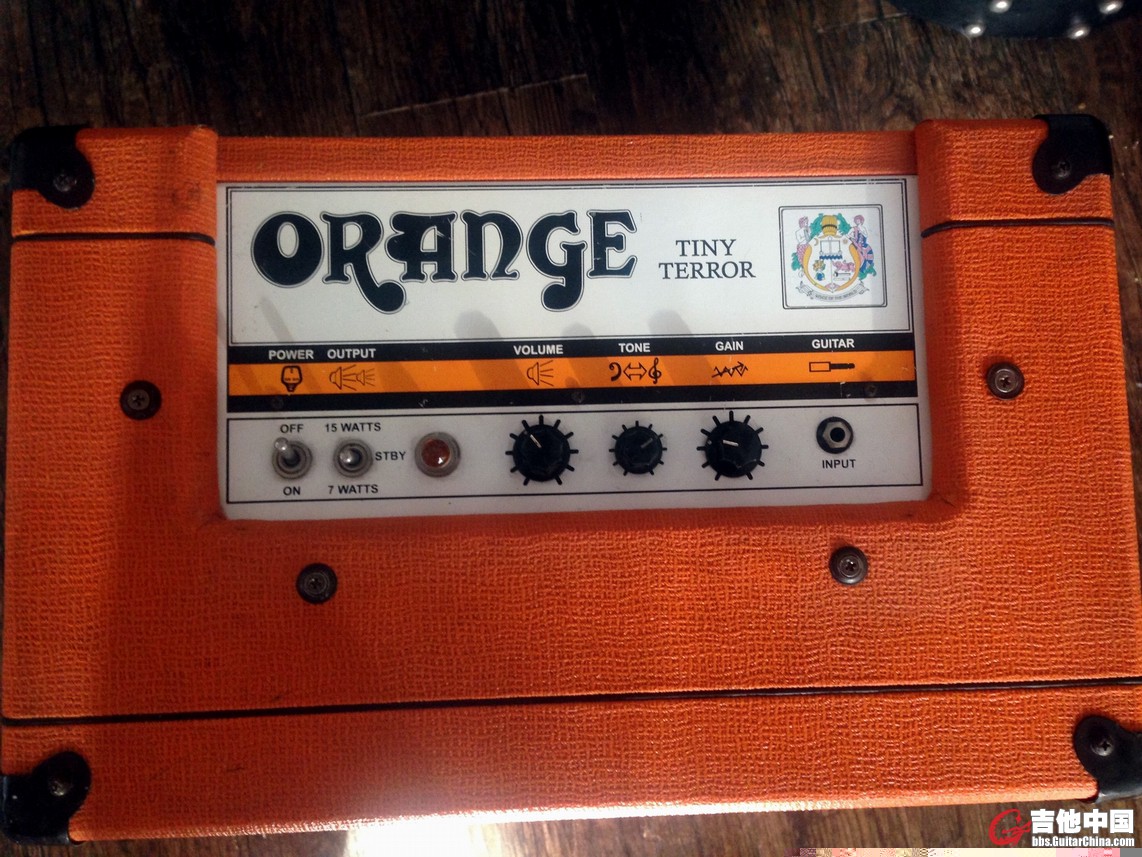 ORANGE
TINY
TERROR
POWER OUTPUT VOLUME TONE GAIN GUITAR
OFF 15 WATTS
STBY
ON 7 WATTS
INPUT
吉他中国
bbs.GuitarChina.com